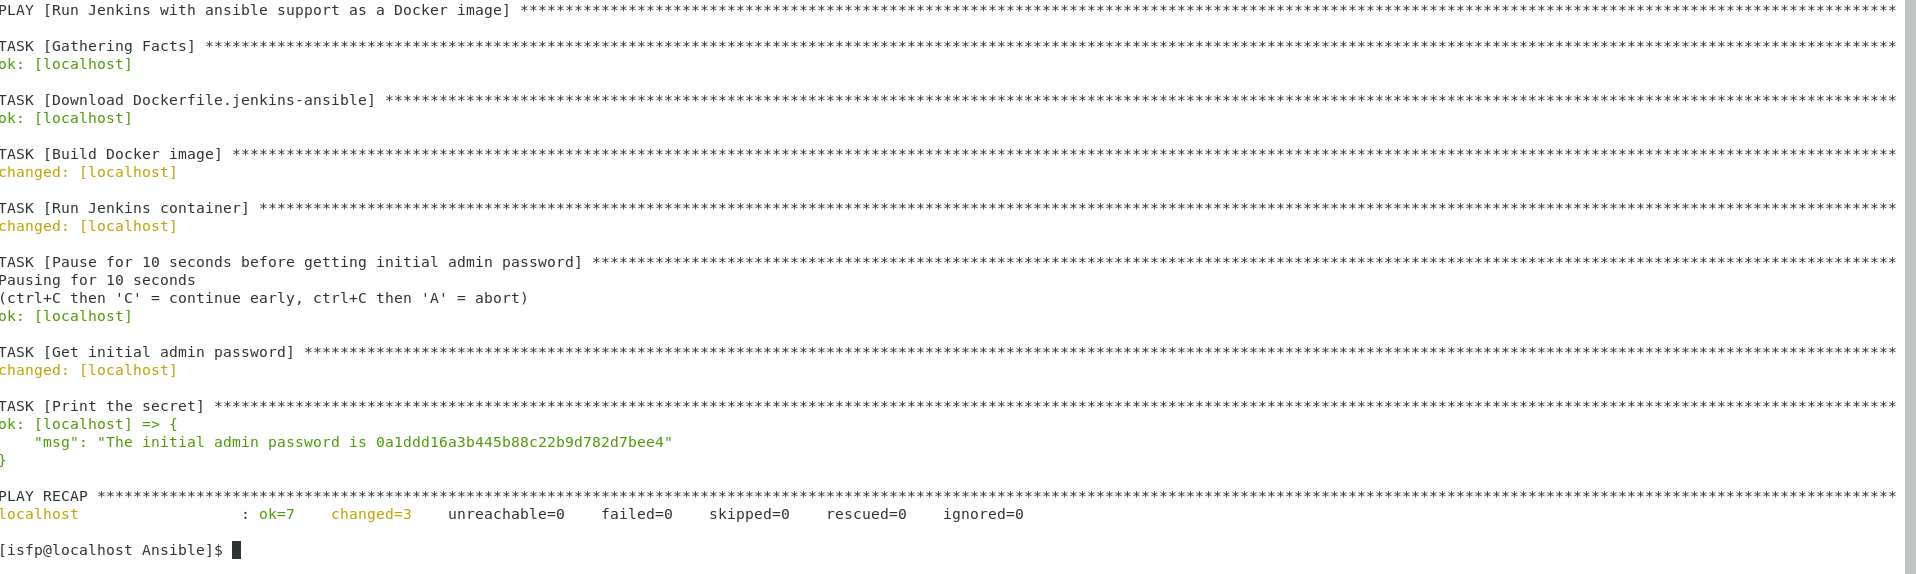 PLAY [Run Jenkins with ansible support as a Docker image] *********************************************************************************************************************************************************
TASK [Gathering Facts] ********************************************************************************************************************************************************************************************
ok: [localhost]
TASK [Download Dockerfile.jenkins-ansible] ************************************************************************************************************************************************************************
ok: [localhost]
TASK [Build Docker image] *****************************************************************************************************************************************************************************************
changed: [localhost]
TASK [Run Jenkins container] **************************************************************************************************************************************************************************************
changed: [localhost]
TASK [Pause for 10 seconds before getting initial admin password] *************************************************************************************************************************************************
Pausing for 10 seconds
(ctrl+C then 'C' = continue early, ctrl+C then 'A' = abort)
ok: [localhost]
TASK [Get initial admin password] *********************************************************************************************************************************************************************************
changed: [localhost]
TASK [Print the secret] *******************************************************************************************************************************************************************************************
ok: [localhost] => {
    "msg": "The initial admin password is 0a1ddd16a3b445b88c22b9d782d7bee4"
}
PLAY RECAP ********************************************************************************************************************************************************************************************************
localhost                  : ok=7    changed=3    unreachable=0    failed=0    skipped=0    rescued=0    ignored=0
[isfp@localhost Ansible]$